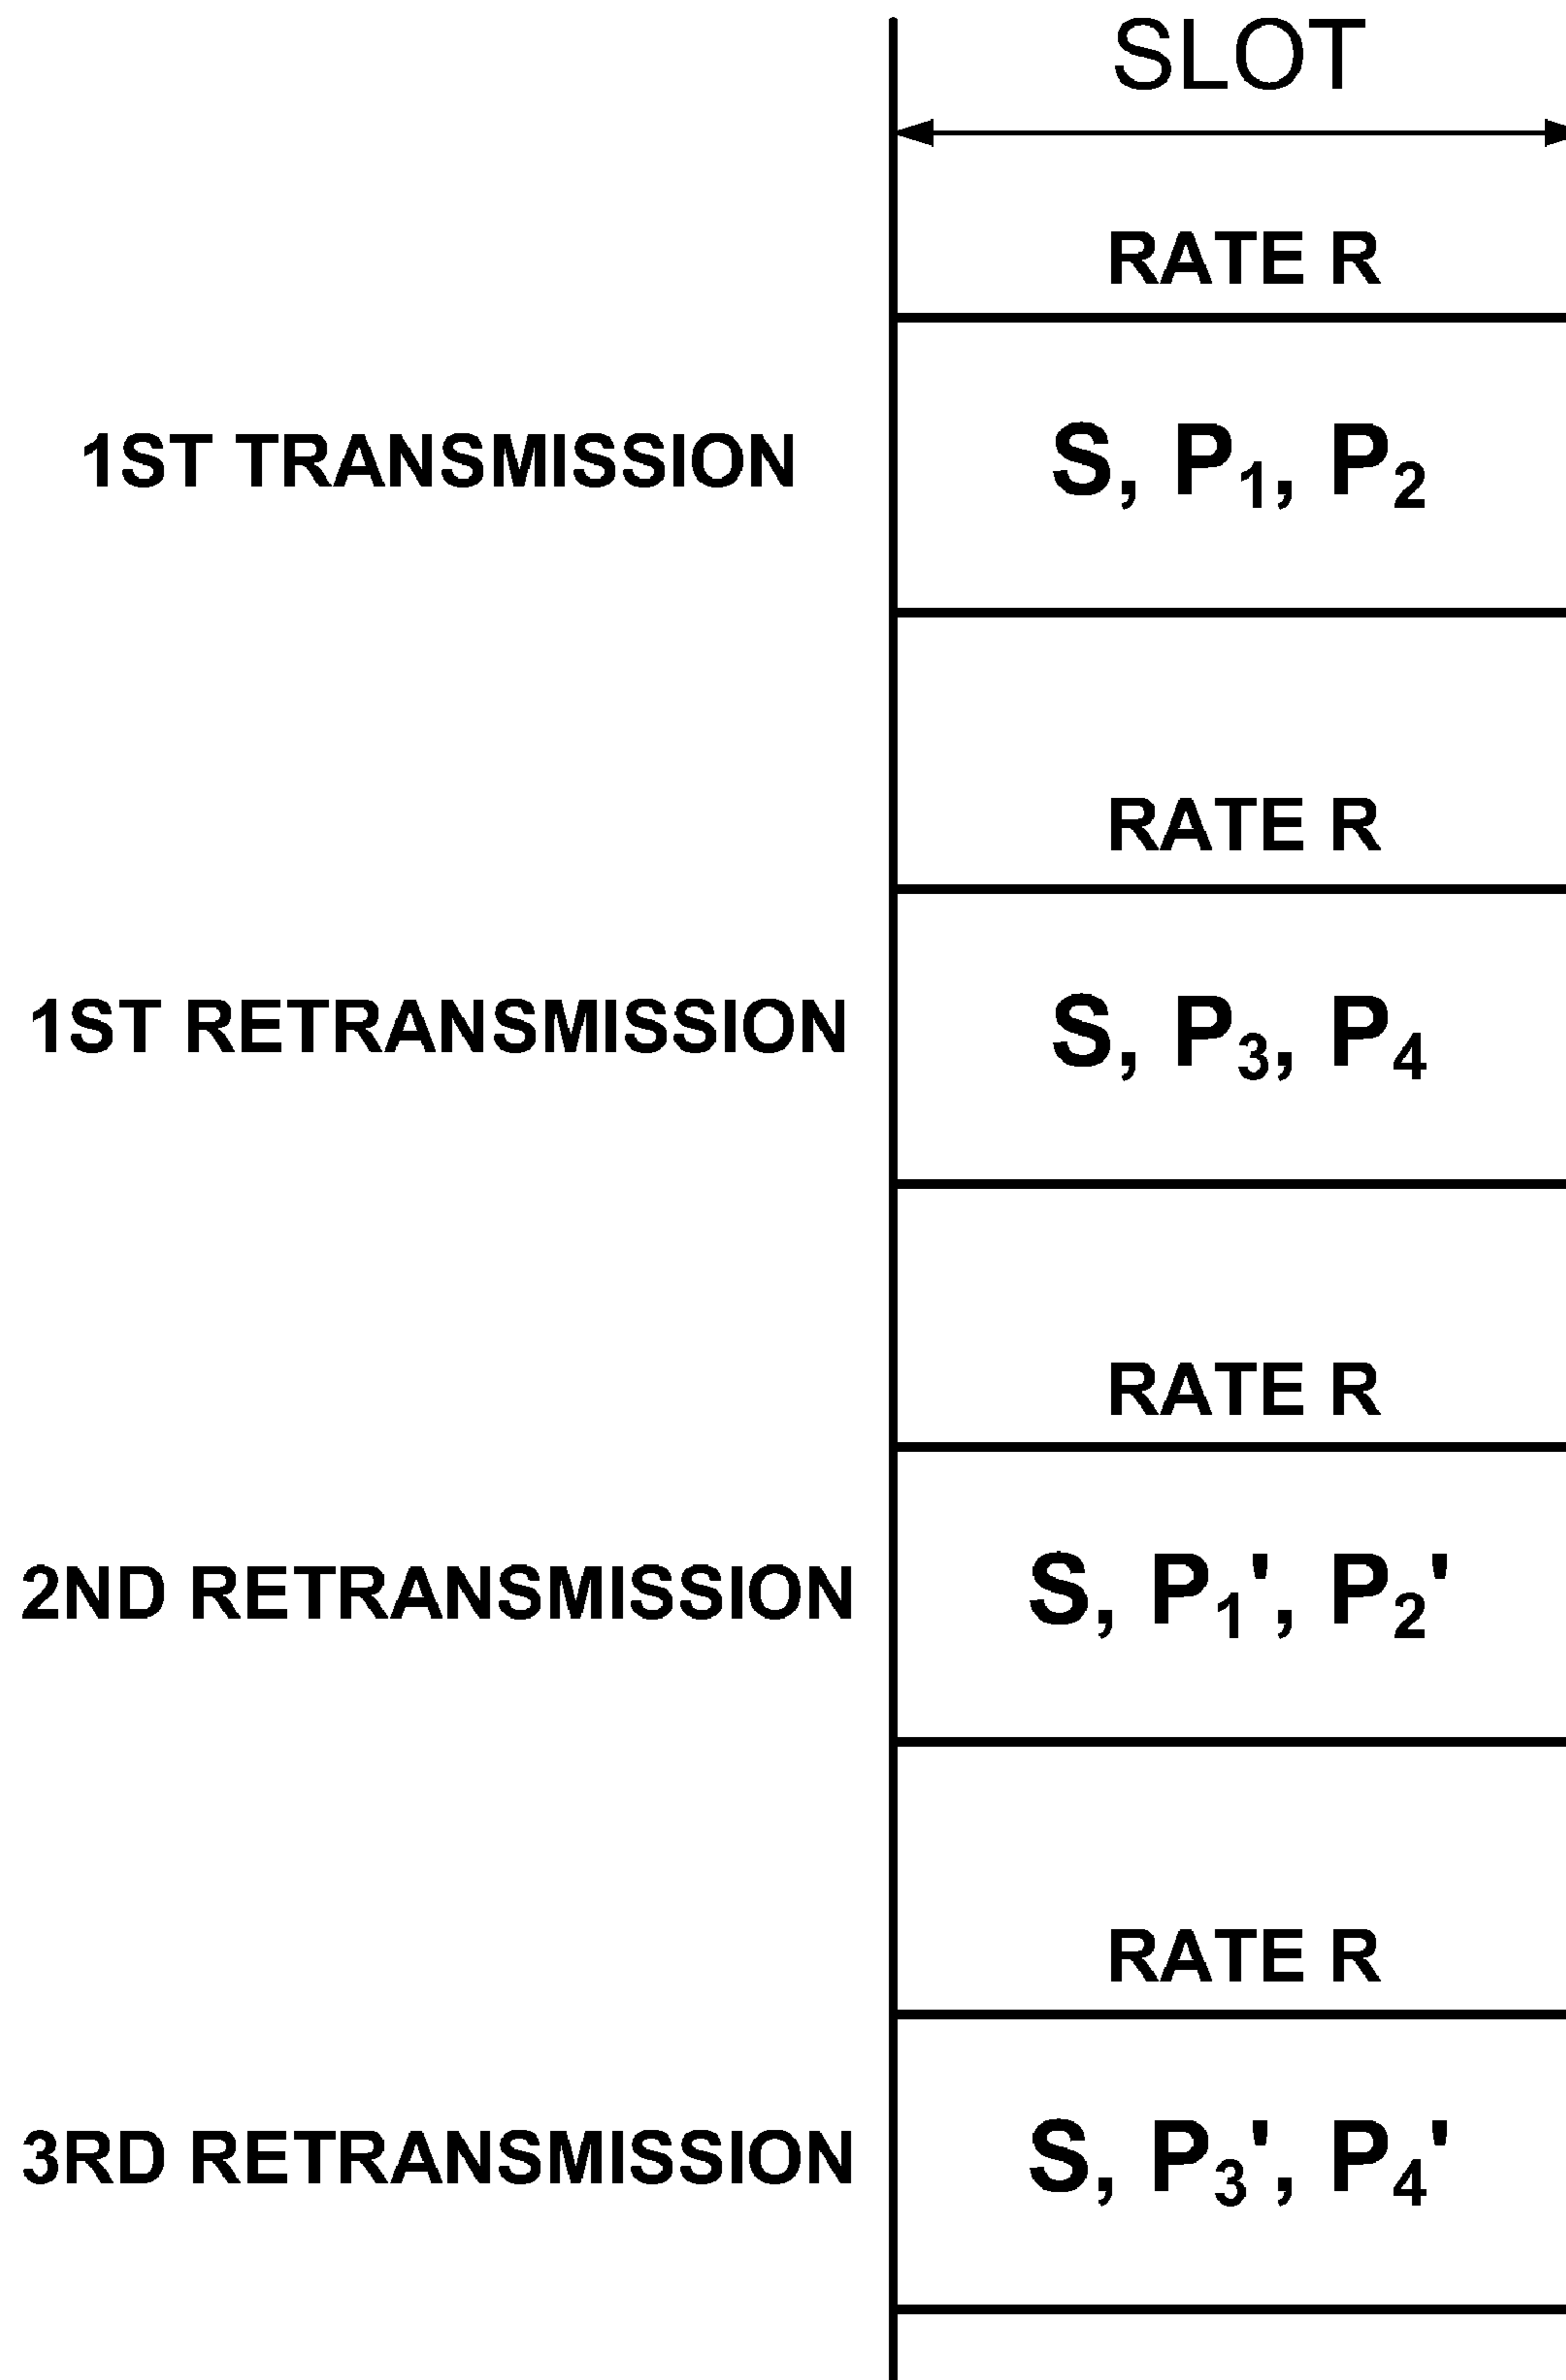 SLOT
RATE R
1ST TRANSMISSION S, P₁, P₂
RATE R
1ST RETRANSMISSION S, P₃, P₄
RATE R
2ND RETRANSMISSION S, P₁', P₂'
RATE R
3RD RETRANSMISSION S, P₃', P₄'